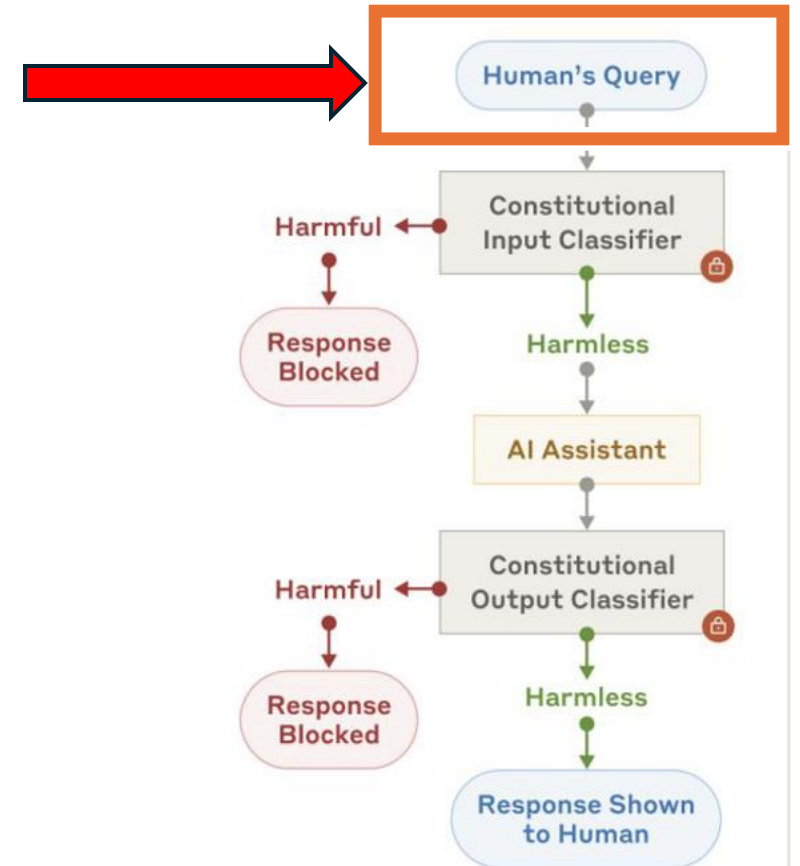 Human’s Query
Constitutional
Input Classifier
Harmful
Response
Blocked
Harmless
AI Assistant
Constitutional
Output Classifier
Harmful
Response
Blocked
Harmless
Response Shown
to Human